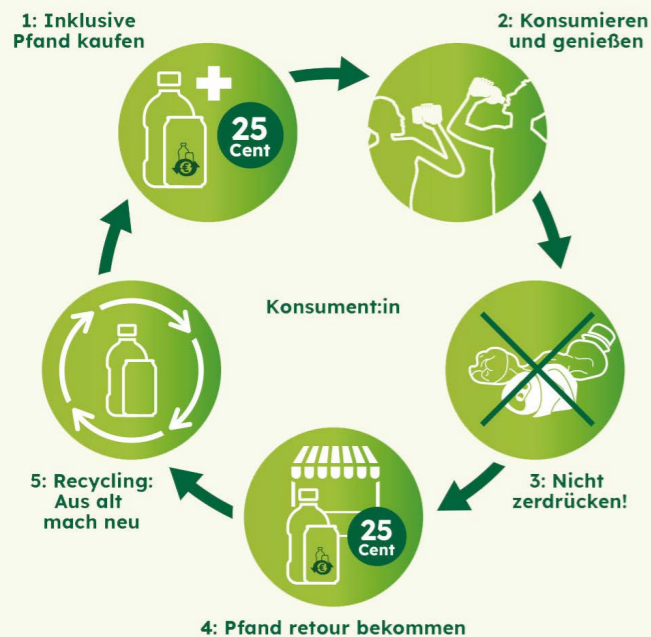 1: Inklusive
Pfand kaufen
25
Cent
2: Konsumieren
und genießen
Konsument:in
3: Nicht
zerdrücken!
25
Cent
4: Pfand retour bekommen
5: Recycling:
Aus alt
mach neu